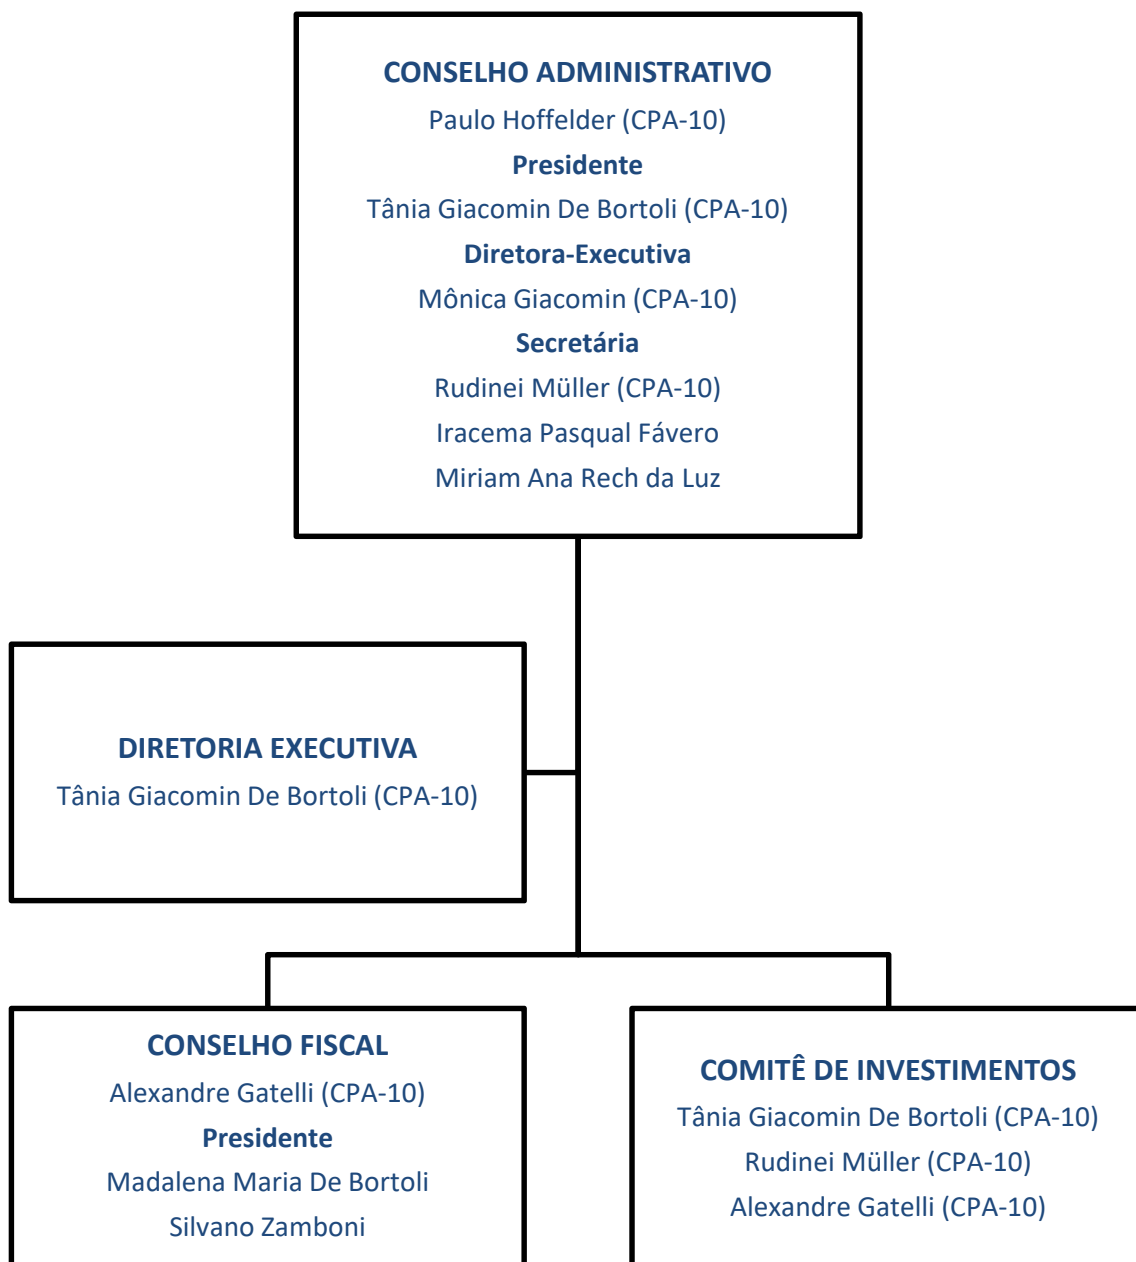 CONSELHO ADMINISTRATIVO
Paulo Hoffelder (CPA-10)
Presidente
Tânia Giacomin De Bortoli (CPA-10)
Diretora-Executiva
Mônica Giacomin (CPA-10)
Secretária
Rudinei Müller (CPA-10)
Iracema Pasqual Fávero
Miriam Ana Rech da Luz
DIRETORIA EXECUTIVA
Tânia Giacomin De Bortoli (CPA-10)
CONSELHO FISCAL
Alexandre Gatelli (CPA-10)
Presidente
Madalena Maria De Bortoli
Silvano Zamboni
COMITÊ DE INVESTIMENTOS
Tânia Giacomin De Bortoli (CPA-10)
Rudinei Müller (CPA-10)
Alexandre Gatelli (CPA-10)